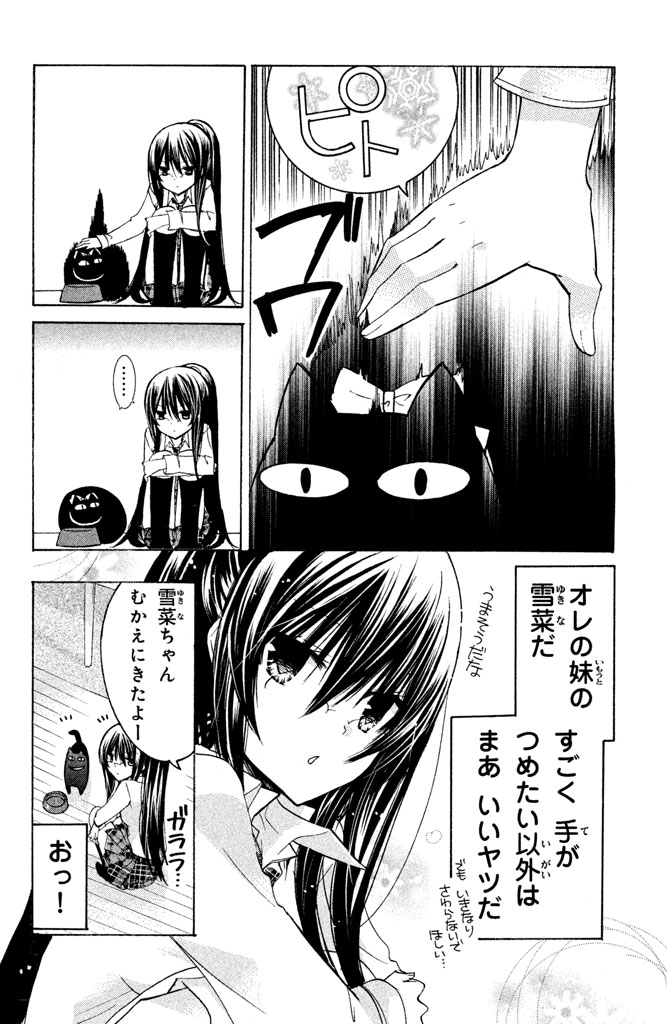 ピト
ブワ
……
オレの妹の
雪菜だ
すごく 手が
つめたい以外は
まあ いいヤツだ
うまそうだな
でも いきなり
さわらないで
ほしい…
雪菜ちゃん
むかえにきたよー
ガララ…
おっ！